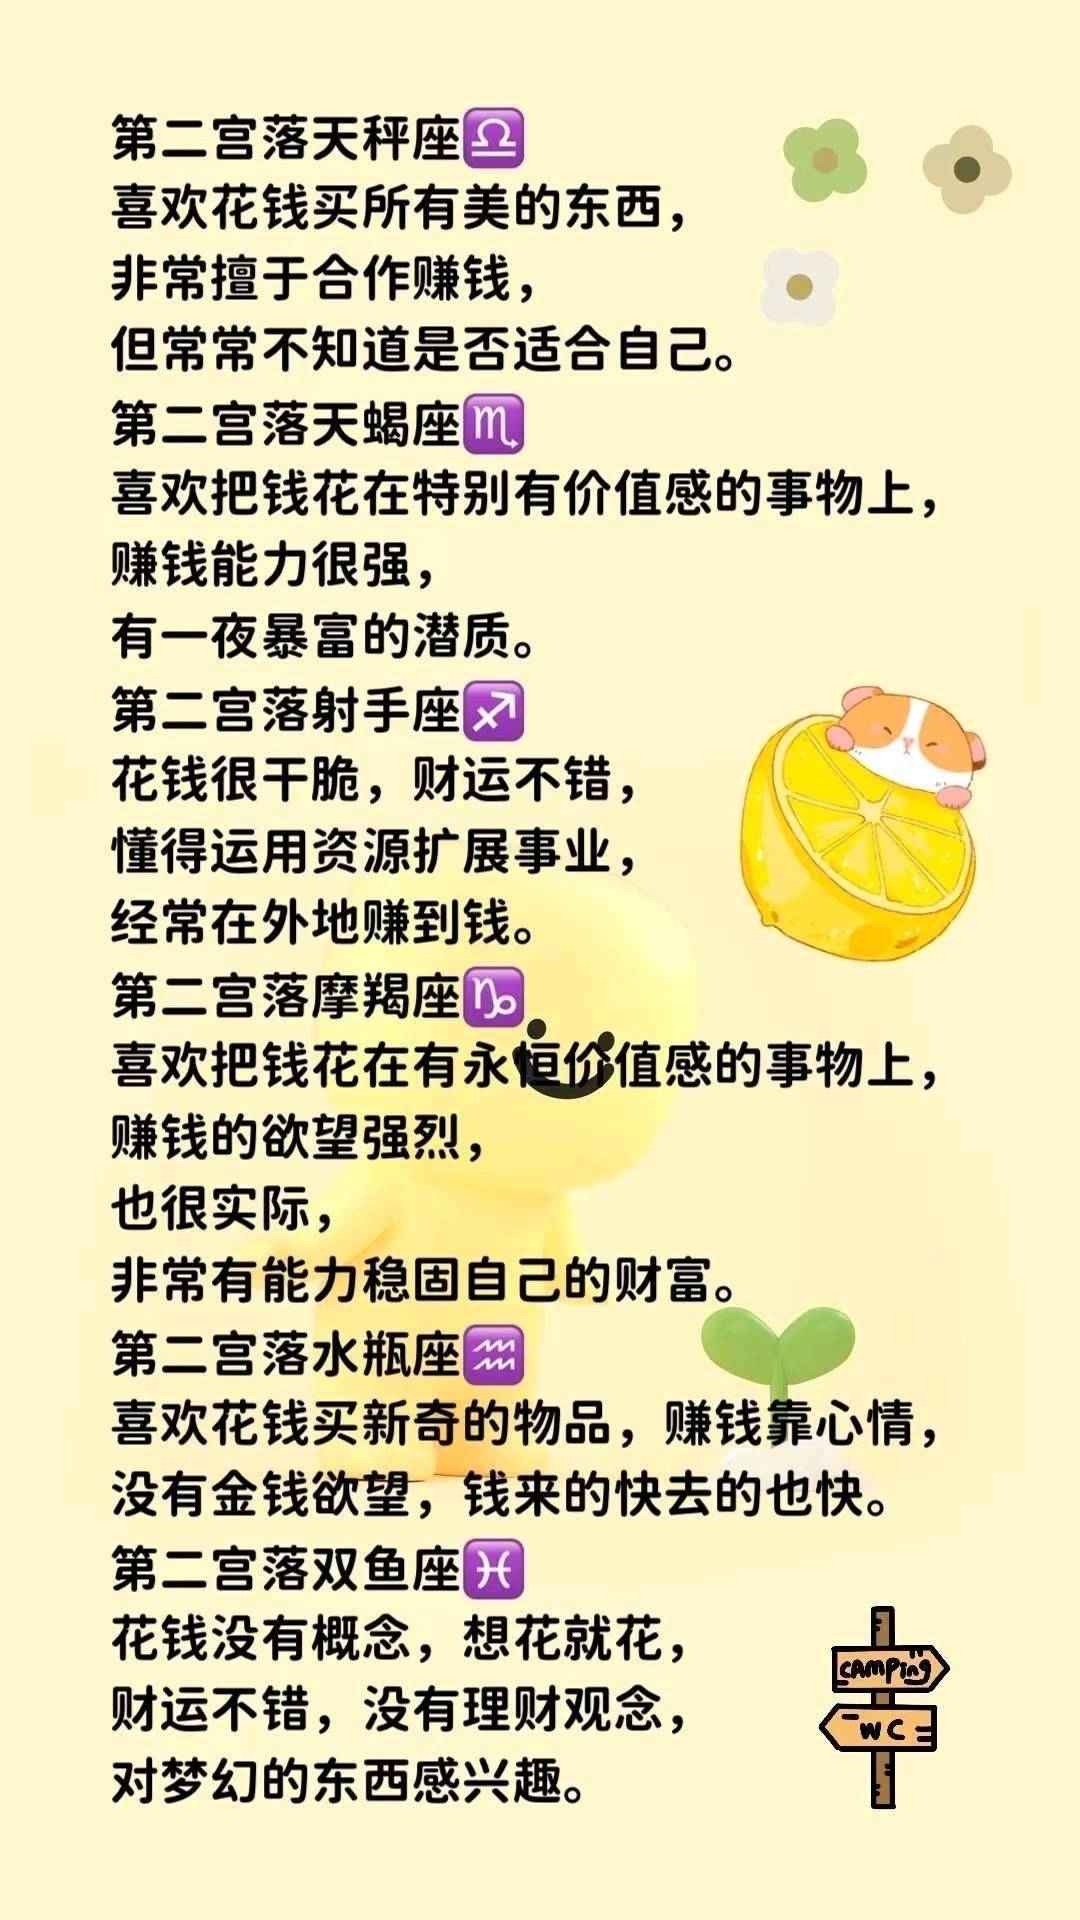 第二宫落天秤座♎
喜欢花钱买所有美的东西，
非常擅于合作赚钱，
但常常不知道是否适合自己。
第二宫落天蝎座♏
喜欢把钱花在特别有价值感的事物上，
赚钱能力很强，
有一夜暴富的潜质。
第二宫落射手座♐
花钱很干脆，财运不错，
懂得运用资源扩展事业，
经常在外地赚到钱。
第二宫落摩羯座♑
喜欢把钱花在有永恒价值感的事物上，
赚钱的欲望强烈，
也很实际，
非常有能力稳固自己的财富。
第二宫落水瓶座♒
喜欢花钱买新奇的物品，赚钱靠心情，
没有金钱欲望，钱来的快去的也快。
第二宫落双鱼座♓
花钱没有概念，想花就花，
财运不错，没有理财观念，
对梦幻的东西感兴趣。
CAMPing
WC